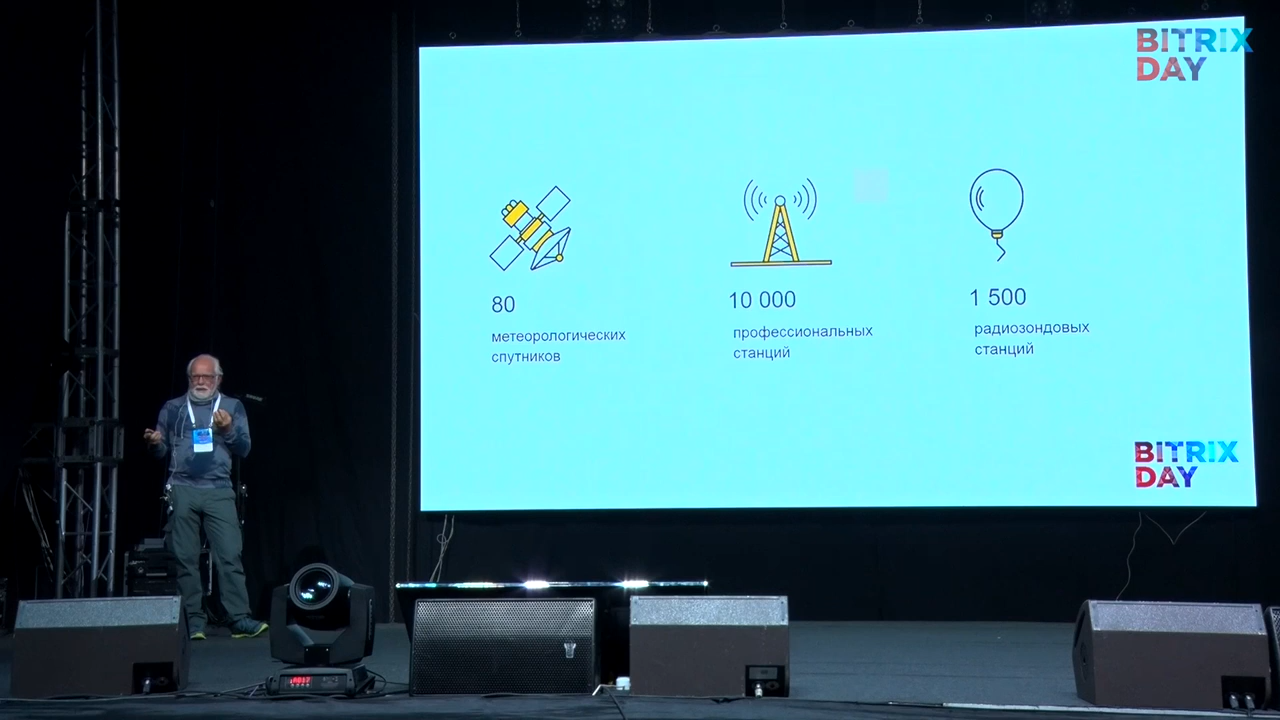 BITRIX
DAY
80
метеорологических
спутников
10 000
профессиональных
станций
1 500
радиозондовых
станций
BITRIX
DAY